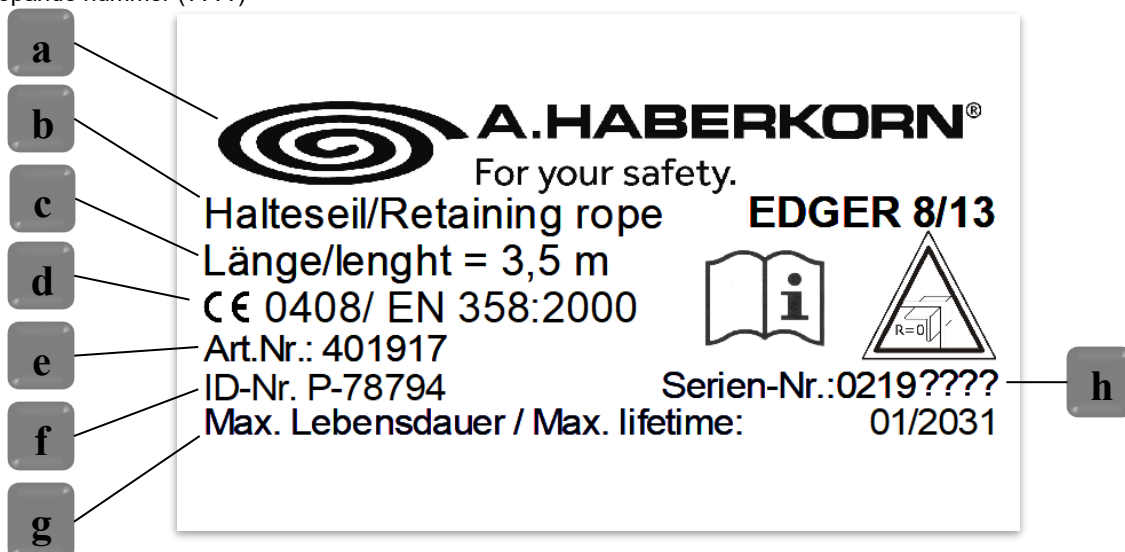 nummer (????)
a
b
c
d
e
f
g
h
A.HABERKORN®
For your safety.
Halteseil/Retaining rope EDGER 8/13
Länge/lenght = 3,5 m
CE 0408/ EN 358:2000
i
R=0
Art.Nr.: 401917
ID-Nr. P-78794 Serien-Nr.:0219????
Max. Lebensdauer / Max. lifetime: 01/2031